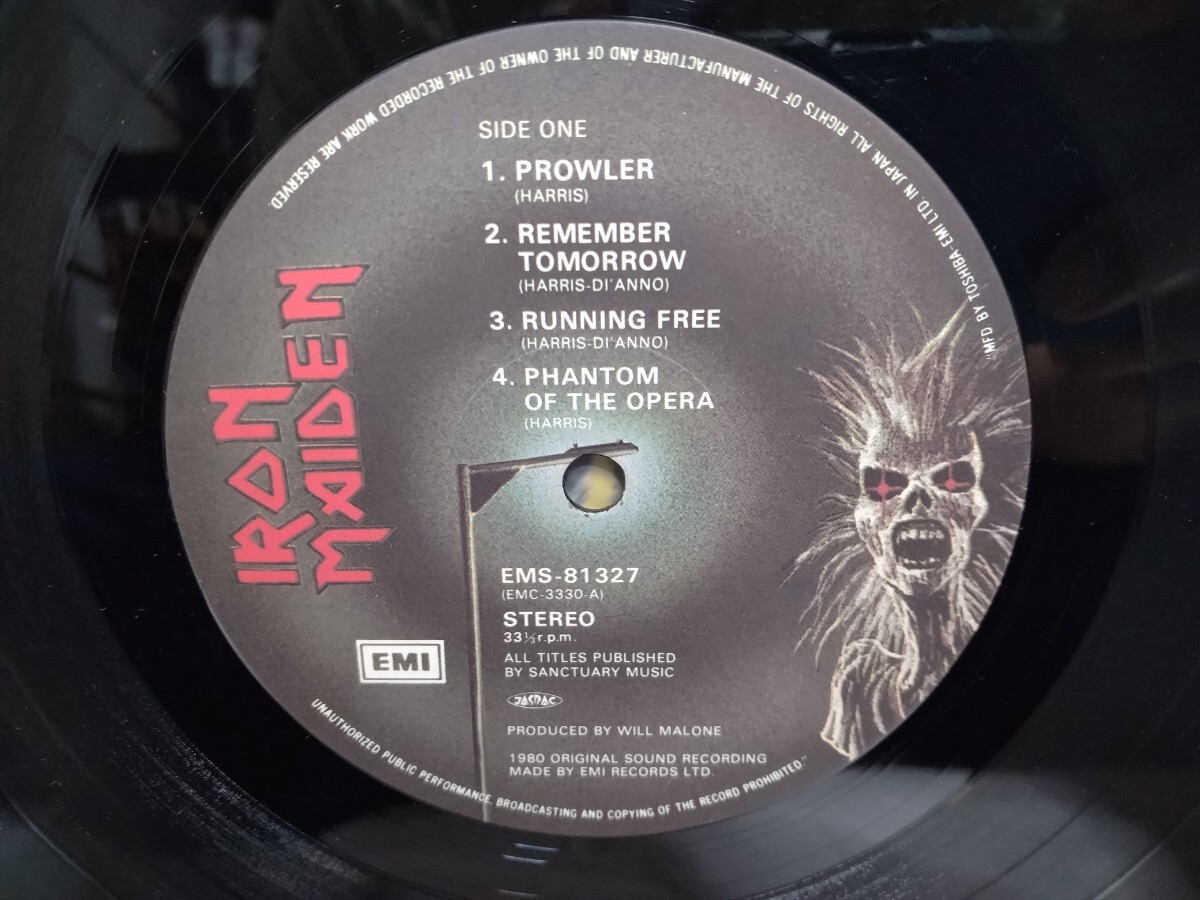 IRON
MAIDEN
SIDE ONE
1. PROWLER
(HARRIS)
2. REMEMBER
TOMORROW
(HARRIS-DI'ANNO)
3. RUNNING FREE
(HARRIS-DI'ANNO)
4. PHANTOM
OF THE OPERA
(HARRIS)
EMS-81327
(EMC-3330-A)
STEREO
33⅓r.p.m.
EMI
ALL TITLES PUBLISHED
BY SANCTUARY MUSIC
JASRAC
PRODUCED BY WILL MALONE
1980 ORIGINAL SOUND RECORDING
MADE BY EMI RECORDS LTD.
"MFD BY TOSHIBA-EMI LTD. IN JAPAN. ALL RIGHTS OF THE MANUFACTURER AND OF THE OWNER OF THE RECORDED WORK ARE RESERVED.
UNAUTHORIZED PUBLIC PERFORMANCE, BROADCASTING AND COPYING OF THE RECORD PROHIBITED."